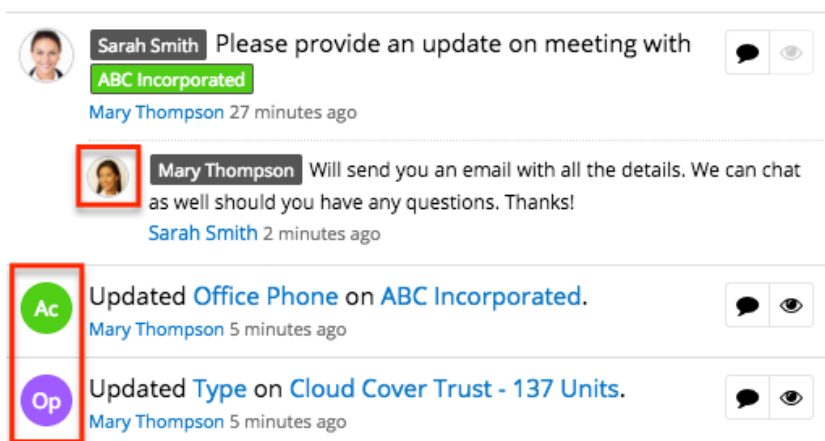 Sarah Smith Please provide an update on meeting with
ABC Incorporated
Mary Thompson 27 minutes ago
Mary Thompson Will send you an email with all the details. We can chat
as well should you have any questions. Thanks!
Sarah Smith 2 minutes ago
Ac Updated Office Phone on ABC Incorporated.
Mary Thompson 5 minutes ago
Op Updated Type on Cloud Cover Trust - 137 Units.
Mary Thompson 5 minutes ago